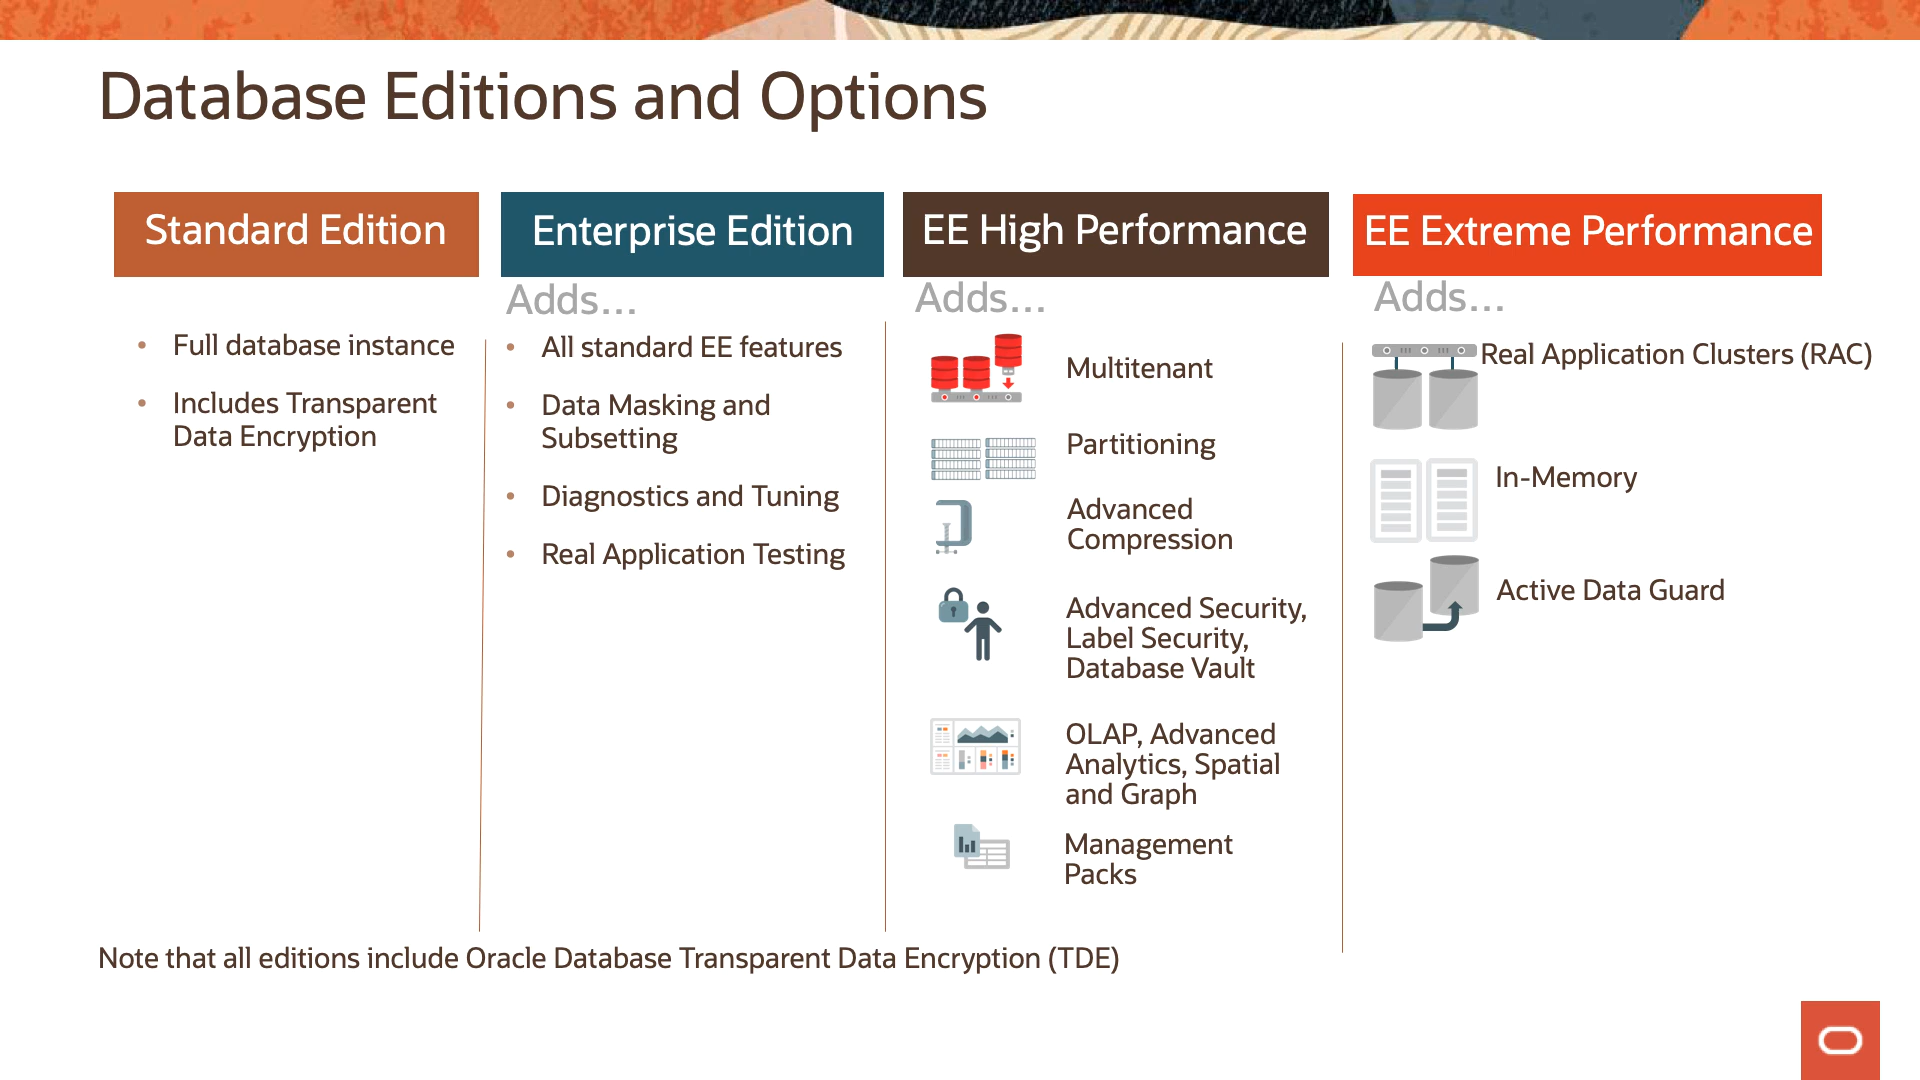 Database Editions and Options
Standard Edition
• Full database instance
• Includes Transparent
Data Encryption
Enterprise Edition
Adds...
• All standard EE features
• Data Masking and
Subsetting
• Diagnostics and Tuning
• Real Application Testing
EE High Performance
Adds...
Multitenant
Partitioning
Advanced
Compression
Advanced Security,
Label Security,
Database Vault
OLAP, Advanced
Analytics, Spatial
and Graph
Management
Packs
EE Extreme Performance
Adds...
Real Application Clusters (RAC)
In-Memory
Active Data Guard
Note that all editions include Oracle Database Transparent Data Encryption (TDE)